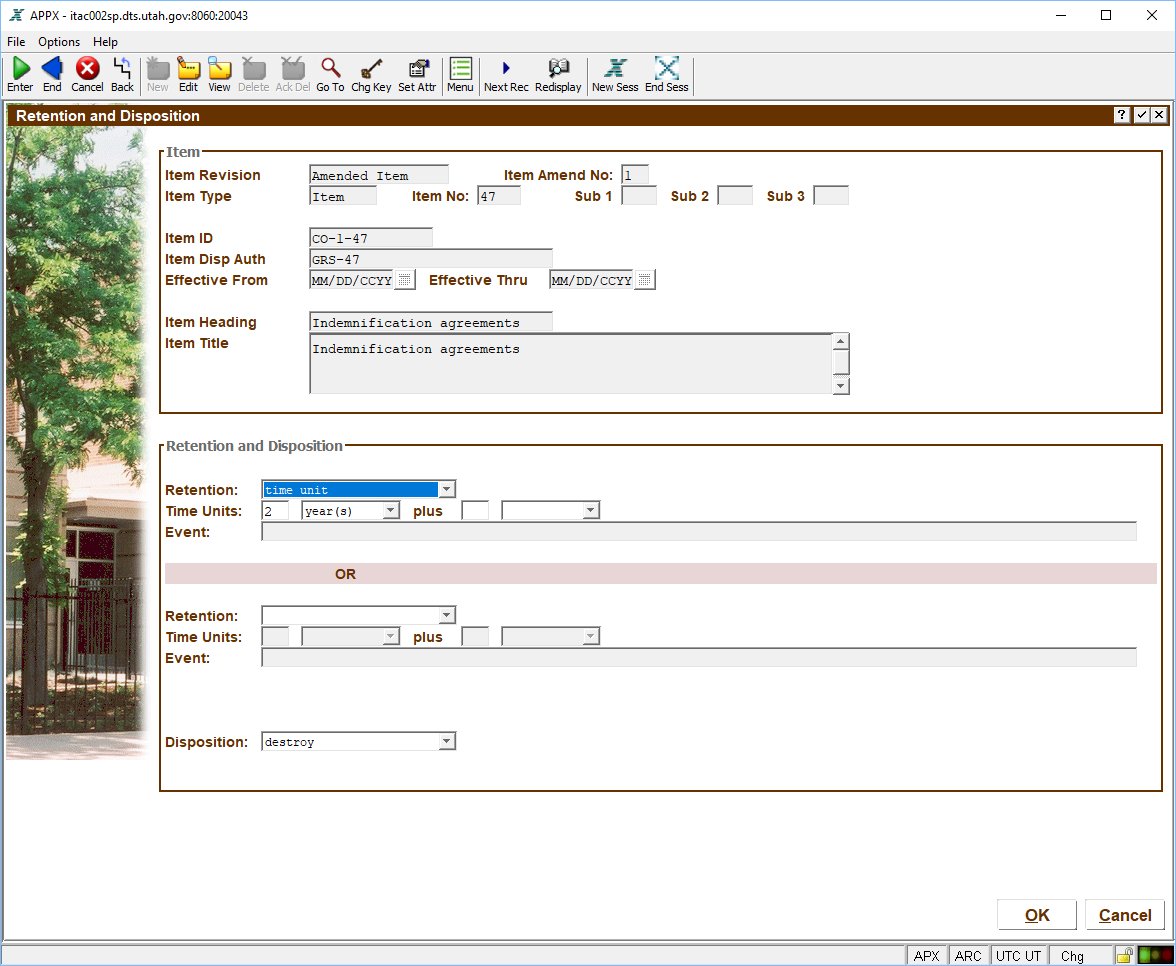 APPX - itac002sp.dts.utah.gov:8060:20043
File Options Help
Enter End Cancel Back New Edit View Delete Ack Del Go To Chg Key Set Attr Menu Next Rec Redisplay New Sess End Sess
Retention and Disposition ?
Item
Item Revision Amended Item Item Amend No: 1
Item Type Item Item No: 47 Sub 1 Sub 2 Sub 3
Item ID CO-1-47
Item Disp Auth GRS-47
Effective From MM/DD/CCYY Effective Thru MM/DD/CCYY
Item Heading Indemnification agreements
Item Title Indemnification agreements
Retention and Disposition
Retention: time unit
Time Units: 2 year(s) plus
Event:
OR
Retention:
Time Units: plus
Event:
Disposition: destroy
OK Cancel
APX ARC UTC UT Chg